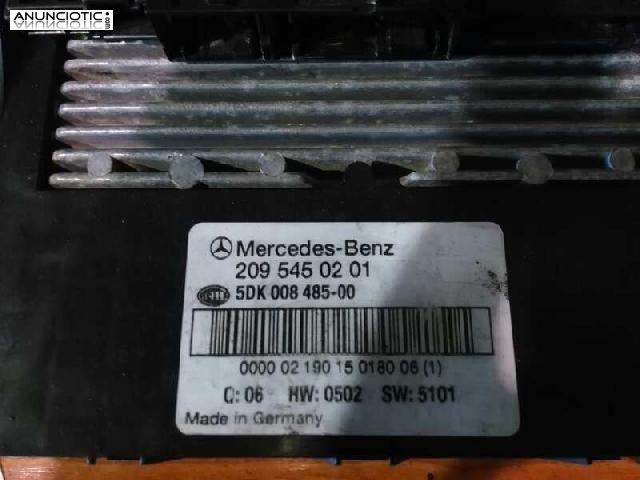 ANUNCIOTIC.com
Mercedes-Benz
209 545 02 01
HELLA 5DK 008 485-00
0000 02 190 15 0180 06 (1)
Q: 06 HW: 0502 SW: 5101
Made in Germany